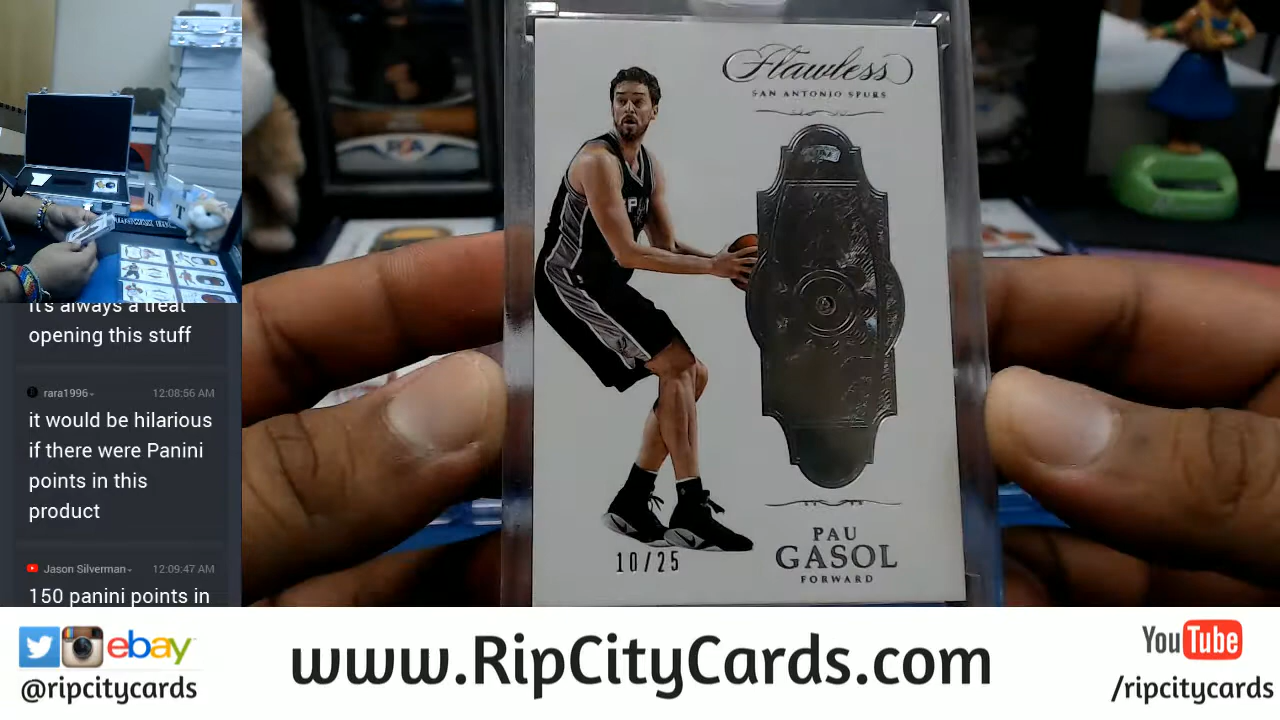 it's always a treat
opening this stuff
rara1996
12:08:56 AM
it would be hilarious
if there were Panini
points in this
product
Jason Silverman
12:09:47 AM
150 panini points in
Flawless
SAN ANTONIO SPURS
10/25
PAU
GASOL
FORWARD
ebay
@ripcitycards
www.RipCityCards.com
YouTube
/ripcitycards